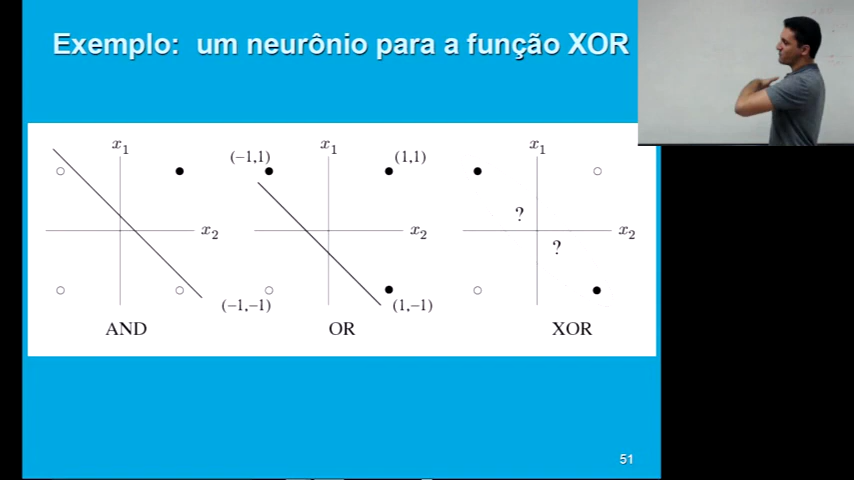 Exemplo: um neurônio para a função XOR
x1
x2
AND
(−1,1)
x1
(1,1)
x2
(−1,−1)
(1,−1)
OR
x1
?
x2
?
XOR
51